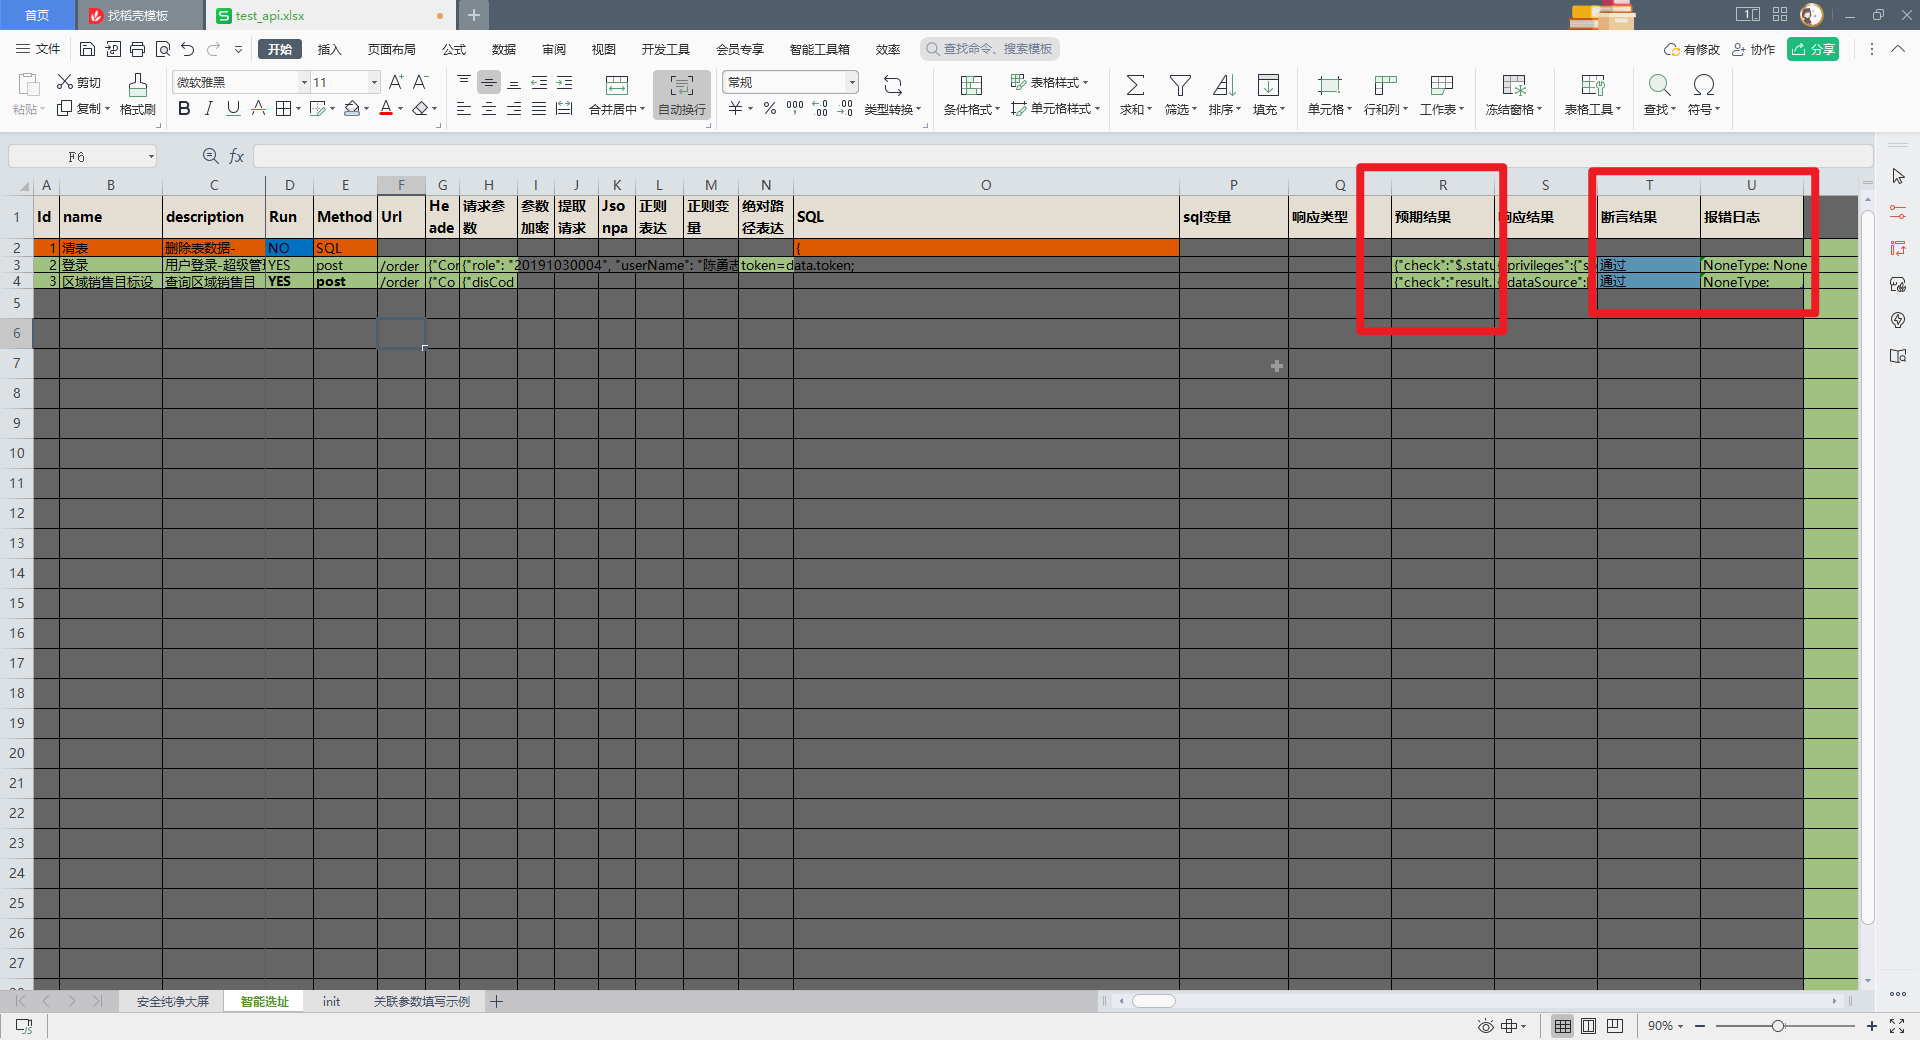 首页 找稻壳模板 test_api.xlsx
文件 开始 插入 页面布局 公式 数据 审阅 视图 开发工具 会员专享 智能工具箱 效率 查找命令、搜索模板 有修改 协作 分享
粘贴 剪切 复制 格式刷 微软雅黑 11 合并居中 自动换行 常规 类型转换 条件格式 表格样式 单元格样式 求和 筛选 排序 填充 单元格 行和列 工作表 冻结窗格 表格工具 查找 符号
F6 fx
A B C D E F G H I J K L M N O P Q R S T U
1 Id name description Run Method Url He
ade 请求参
数 参数
加密 提取
请求 Jso
npa 正则
表达 正则变
量 绝对路
径表达 SQL sql变量 响应类型 预期结果 响应结果 断言结果 报错日志
2 1 清表 删除表数据- NO SQL {
3 2 登录 用户登录-超级管 YES post /order {"Cor {"role": "20191030004", "userName": "陈勇志 token=data.token; {"check":"$.statu privileges":{"s 通过 NoneType: None
4 3 区域销售目标设 查询区域销售目 YES post /order {"Co {"disCod {"check":"result. dataSource": 通过 NoneType:
5
6
7
8
9
10
11
12
13
14
15
16
17
18
19
20
21
22
23
24
25
26
27
安全纯净大屏 智能选址 init 关联参数填写示例
90%